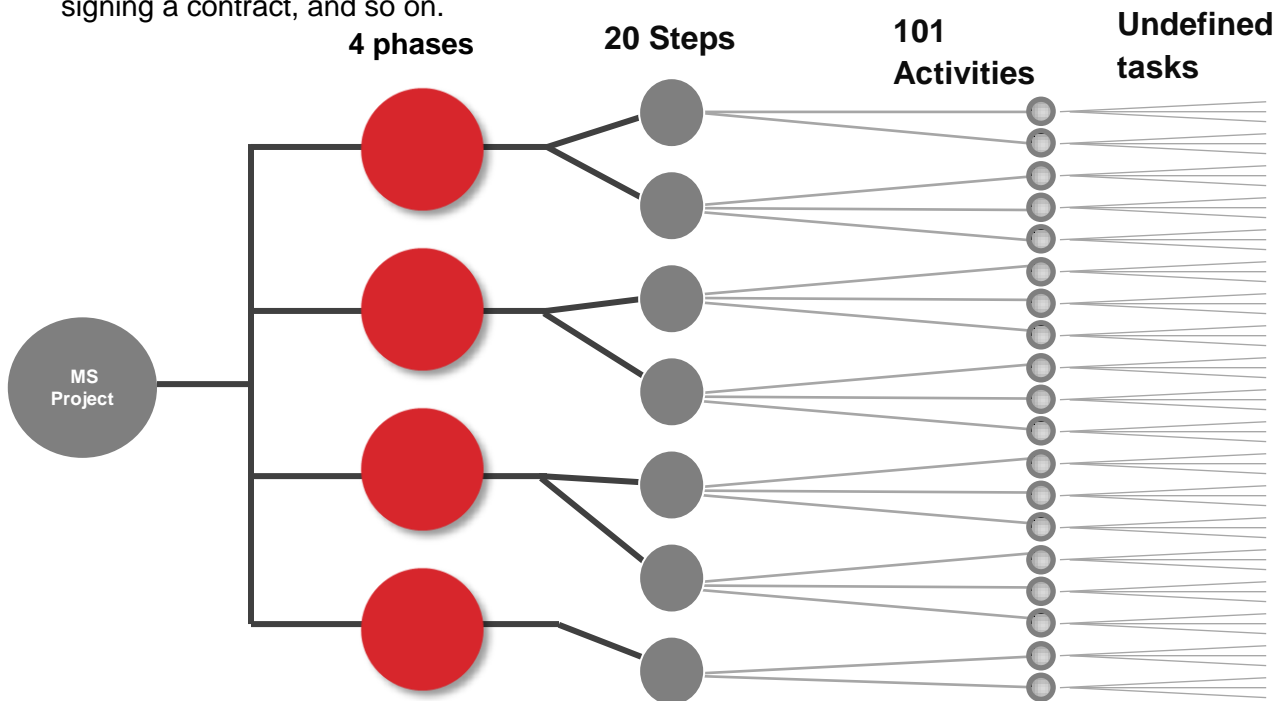 signing a contract, and so on.
4 phases
20 Steps
101
Activities
Undefined
tasks
MS
Project